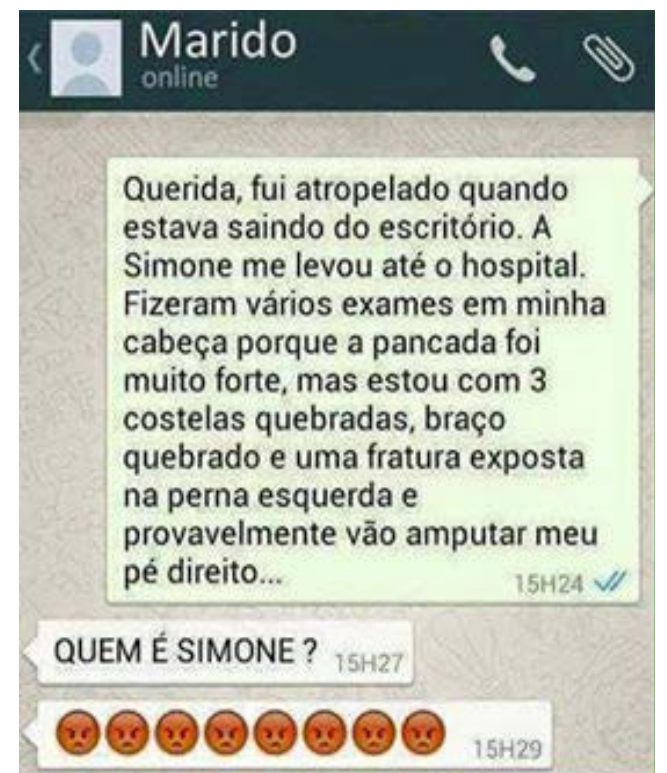 Marido
online
Querida, fui atropelado quando
estava saindo do escritório. A
Simone me levou até o hospital.
Fizeram vários exames em minha
cabeça porque a pancada foi
muito forte, mas estou com 3
costelas quebradas, braço
quebrado e uma fratura exposta
na perna esquerda e
provavelmente vão amputar meu
pé direito...
15H24
QUEM É SIMONE ? 15H27
😡😡😡😡😡😡😡😡 15H29